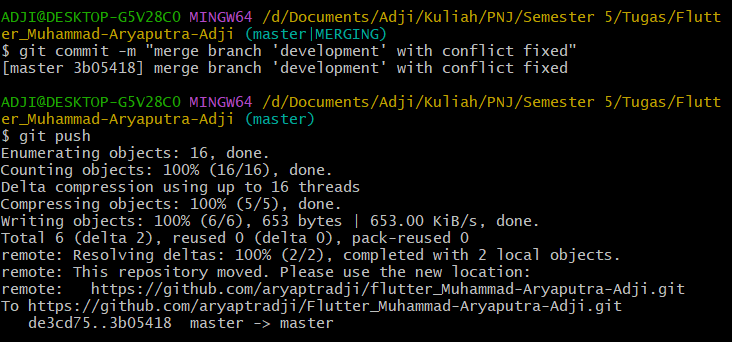 ADJI@DESKTOP-G5V28CO MINGW64 /d/Documents/Adji/Kuliah/PNJ/Semester 5/Tugas/Flutt
er_Muhammad-Aryaputra-Adji (master|MERGING)
$ git commit -m "merge branch 'development' with conflict fixed"
[master 3b05418] merge branch 'development' with conflict fixed
ADJI@DESKTOP-G5V28CO MINGW64 /d/Documents/Adji/Kuliah/PNJ/Semester 5/Tugas/Flutt
er_Muhammad-Aryaputra-Adji (master)
$ git push
Enumerating objects: 16, done.
Counting objects: 100% (16/16), done.
Delta compression using up to 16 threads
Compressing objects: 100% (5/5), done.
Writing objects: 100% (6/6), 653 bytes | 653.00 KiB/s, done.
Total 6 (delta 2), reused 0 (delta 0), pack-reused 0
remote: Resolving deltas: 100% (2/2), completed with 2 local objects.
remote: This repository moved. Please use the new location:
remote:   https://github.com/aryaptradji/flutter_Muhammad-Aryaputra-Adji.git
To https://github.com/aryaptradji/Flutter_Muhammad-Aryaputra-Adji.git
   de3cd75..3b05418  master -> master